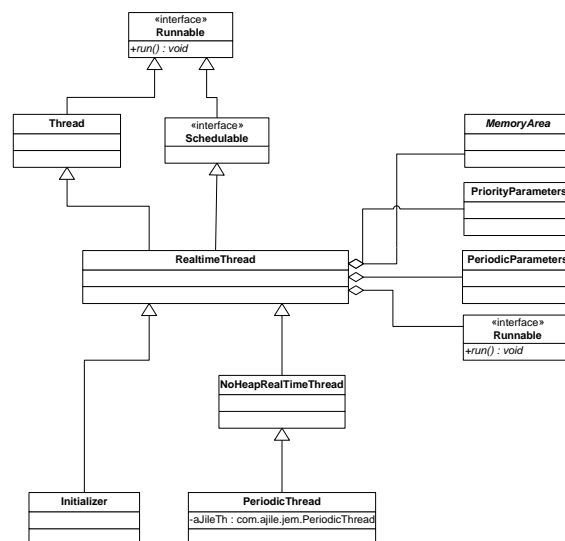 «interface»
Runnable
+run() : void
Thread
«interface»
Schedulable
MemoryArea
PriorityParameters
RealtimeThread
PeriodicParameters
«interface»
Runnable
+run() : void
NoHeapRealTimeThread
Initializer
PeriodicThread
-aJileTh : com.ajile.jem.PeriodicThread